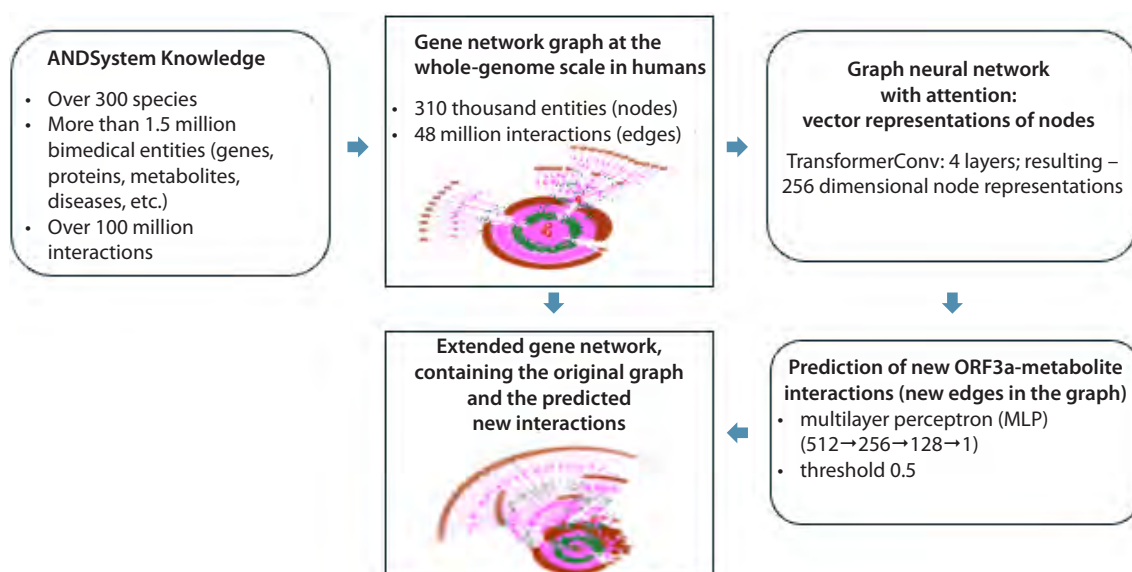 ANDSystem Knowledge
• Over 300 species
• More than 1.5 million
bimedical entities (genes,
proteins, metabolites,
diseases, etc.)
• Over 100 million
interactions
Gene network graph at the
whole-genome scale in humans
• 310 thousand entities (nodes)
• 48 million interactions (edges)
Graph neural network
with attention:
vector representations of nodes
TransformerConv: 4 layers; resulting –
256 dimensional node representations
Prediction of new ORF3a-metabolite
interactions (new edges in the graph)
• multilayer perceptron (MLP)
(512→256→128→1)
• threshold 0.5
Extended gene network,
containing the original graph
and the predicted
new interactions